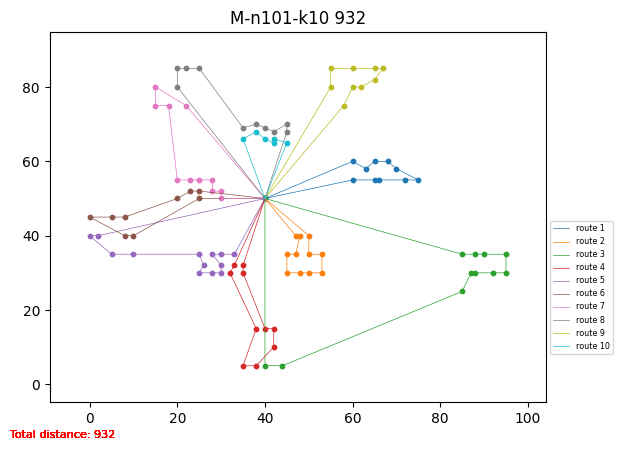 M-n101-k10 932
80
60
40
20
0
0 20 40 60 80 100
route 1
route 2
route 3
route 4
route 5
route 6
route 7
route 8
route 9
route 10
Total distance: 932